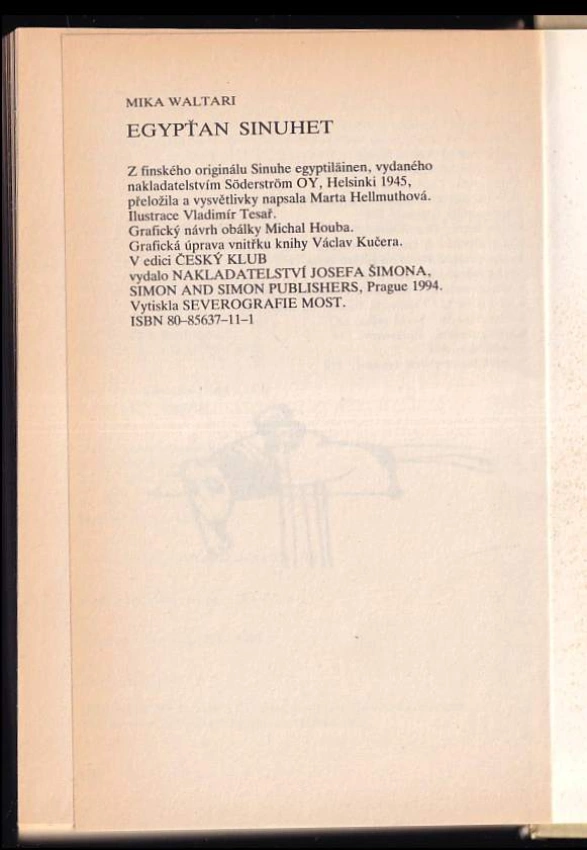 MIKA WALTARI
EGYPŤAN SINUHET
Z finského originálu Sinuhe egyptiläinen, vydaného
nakladatelstvím Söderström OY, Helsinki 1945,
přeložila a vysvětlivky napsala Marta Hellmuthová.
Ilustrace Vladimír Tesař.
Grafický návrh obálky Michal Houba.
Grafická úprava vnitřku knihy Václav Kučera.
V edici ČESKÝ KLUB
vydalo NAKLADATELSTVÍ JOSEFA ŠIMONA,
SIMON AND SIMON PUBLISHERS, Prague 1994.
Vytiskla SEVEROGRAFIE MOST.
ISBN 80–85637–11–1